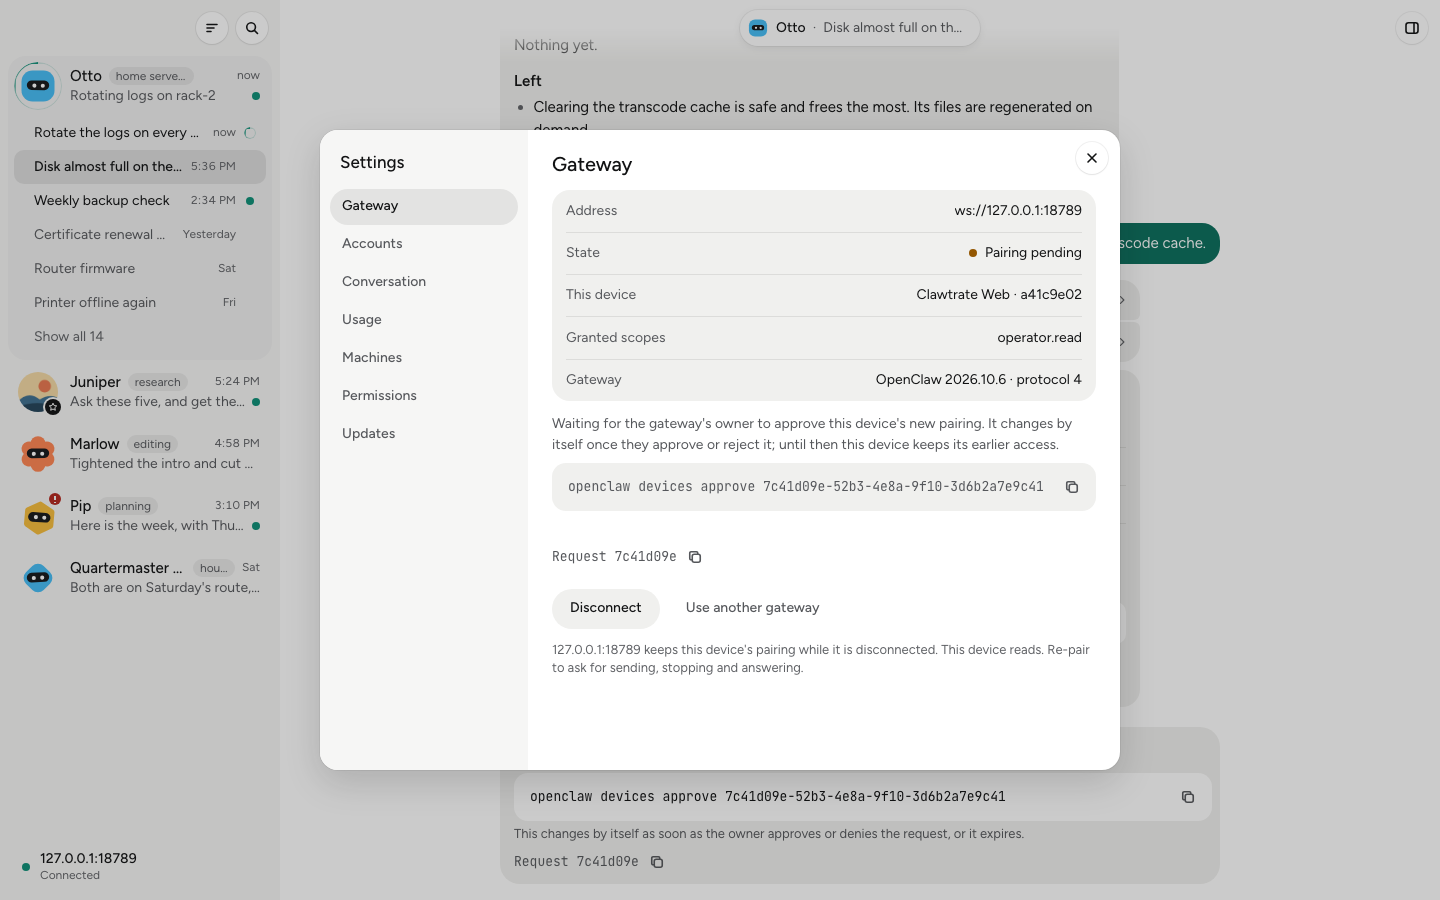 Otto
home serve...
now
Rotating logs on rack-2
Rotate the logs on every ...
now
Disk almost full on the...
5:36 PM
Weekly backup check
2:34 PM
Certificate renewal ...
Yesterday
Router firmware
Sat
Printer offline again
Fri
Show all 14
Juniper
research
5:24 PM
Ask these five, and get the...
Marlow
editing
4:58 PM
Tightened the intro and cut ...
Pip
planning
3:10 PM
Here is the week, with Thu...
Quartermaster ...
hou...
Sat
Both are on Saturday's route,...
127.0.0.1:18789
Connected
Otto · Disk almost full on th...
Nothing yet.
Left
• Clearing the transcode cache is safe and frees the most. Its files are regenerated on
demand.
scode cache.
Settings
Gateway
Accounts
Conversation
Usage
Machines
Permissions
Updates
Gateway
Address
ws://127.0.0.1:18789
State
Pairing pending
This device
Clawtrate Web · a41c9e02
Granted scopes
operator.read
Gateway
OpenClaw 2026.10.6 · protocol 4
Waiting for the gateway's owner to approve this device's new pairing. It changes by
itself once they approve or reject it; until then this device keeps its earlier access.
openclaw devices approve 7c41d09e-52b3-4e8a-9f10-3d6b2a7e9c41
Request 7c41d09e
Disconnect
Use another gateway
127.0.0.1:18789 keeps this device's pairing while it is disconnected. This device reads. Re-pair
to ask for sending, stopping and answering.
openclaw devices approve 7c41d09e-52b3-4e8a-9f10-3d6b2a7e9c41
This changes by itself as soon as the owner approves or denies the request, or it expires.
Request 7c41d09e